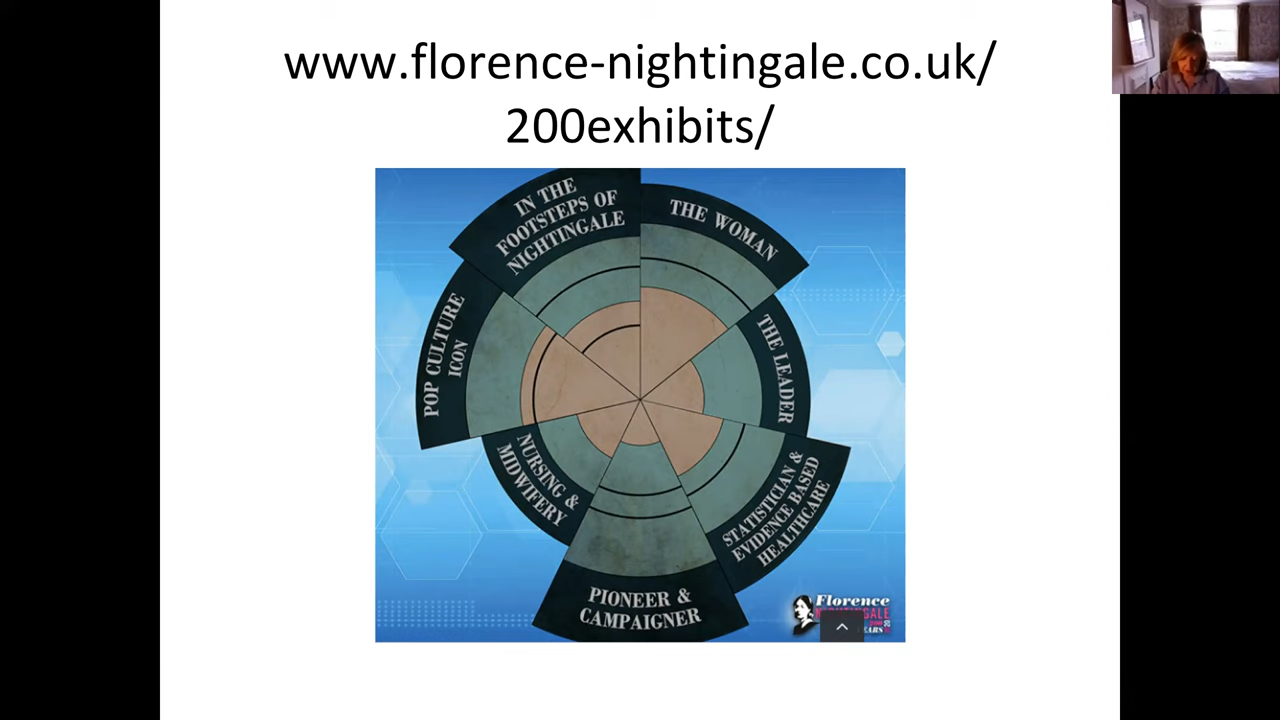 www.florence-nightingale.co.uk/
200exhibits/
IN THE
FOOTSTEPS OF
NIGHTINGALE
THE WOMAN
POP CULTURE
ICON
THE LEADER
NURSING &
MIDWIFERY
STATISTICIAN &
EVIDENCE BASED
HEALTHCARE
PIONEER &
CAMPAIGNER
Florence